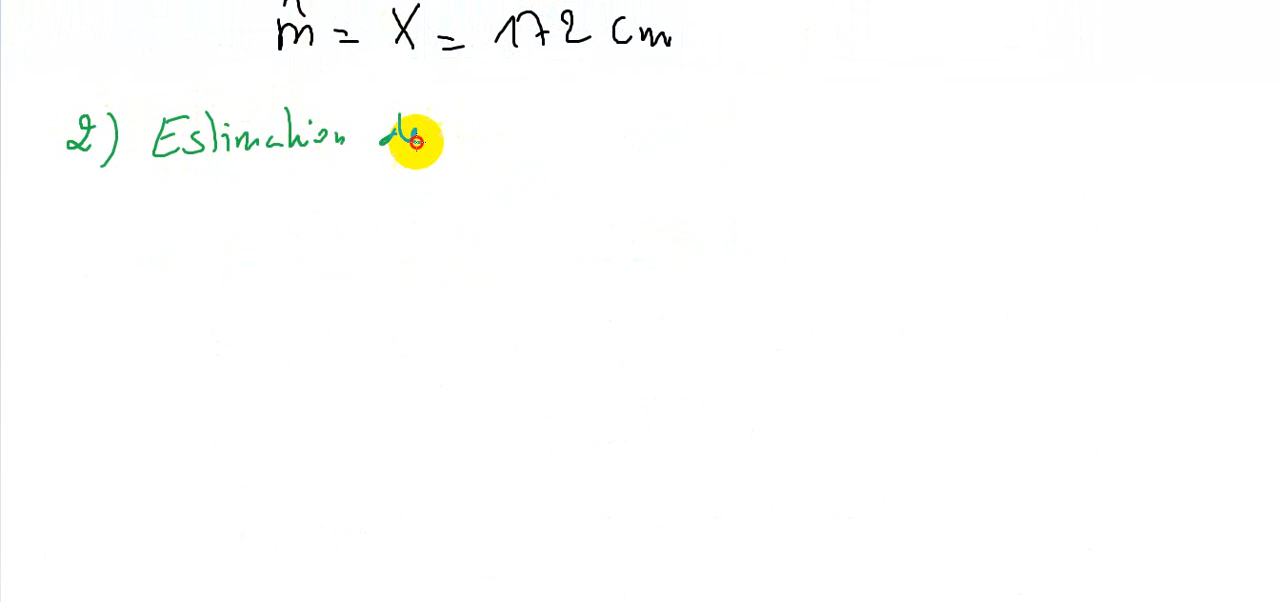 m̂ = X = 172 cm
2) Estimation